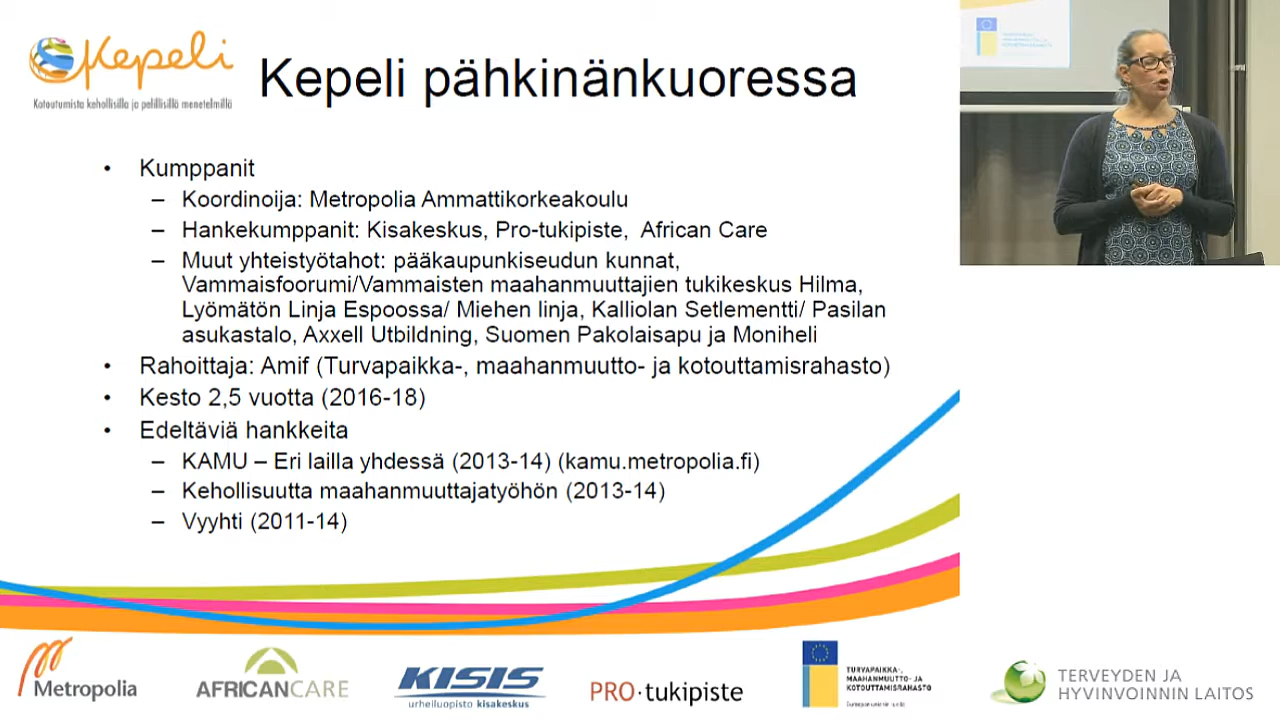 Kepeli
Kotoutumista kehollisilla ja pelillisillä menetelmillä
Kepeli pähkinänkuoressa
• Kumppanit
– Koordinoija: Metropolia Ammattikorkeakoulu
– Hankekumppanit: Kisakeskus, Pro-tukipiste, African Care
– Muut yhteistyötahot: pääkaupunkiseudun kunnat,
Vammaisfoorumi/Vammaisten maahanmuuttajien tukikeskus Hilma,
Lyömätön Linja Espoossa/ Miehen linja, Kalliolan Setlementti/ Pasilan
asukastalo, Axxell Utbildning, Suomen Pakolaisapu ja Moniheli
• Rahoittaja: Amif (Turvapaikka-, maahanmuutto- ja kotouttamisrahasto)
• Kesto 2,5 vuotta (2016-18)
• Edeltäviä hankkeita
– KAMU – Eri lailla yhdessä (2013-14) (kamu.metropolia.fi)
– Kehollisuutta maahanmuuttajatyöhön (2013-14)
– Vyyhti (2011-14)
Metropolia
AFRICANCARE
KISIS
urheiluopisto kisakeskus
PRO·tukipiste
TURVAPAIKKA-,
MAAHANMUUTTO- JA
KOTOUTTAMISRAHASTO
TERVEYDEN JA
HYVINVOINNIN LAITOS